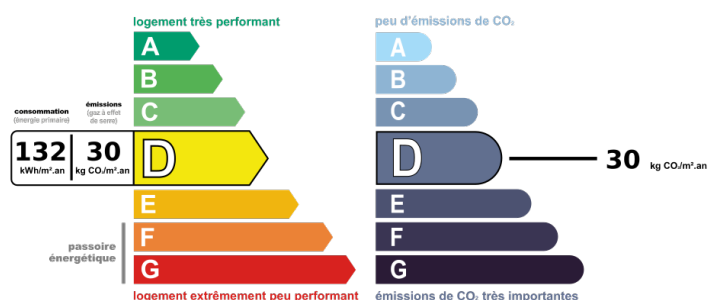 logement très performant
A
B
C
consommation
(énergie primaire)
émissions
(gaz à effet
de serre)
132
kWh/m².an
30
kg CO/m².an
D
E
F
G
passoire
énergétique
logement extrêmement peu performant
peu d'émissions de CO₂
A
B
C
D
30 kg CO/m².an
E
F
G
émissions de CO₂ très importantes